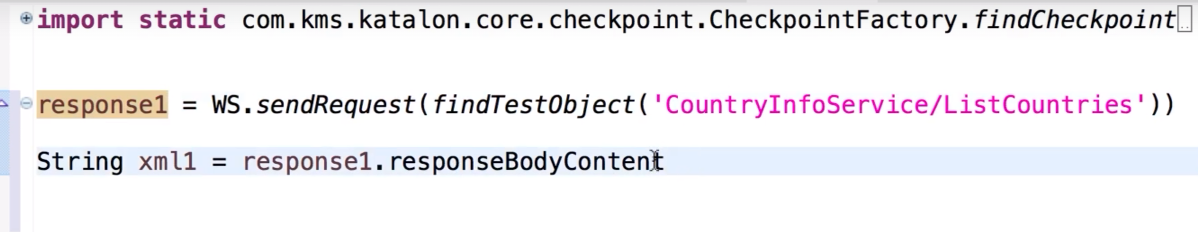 import static com.kms.katalon.core.checkpoint.CheckpointFactory.findCheckpoint
response1 = WS.sendRequest(findTestObject('CountryInfoService/ListCountries'))
String xml1 = response1.responseBodyContent